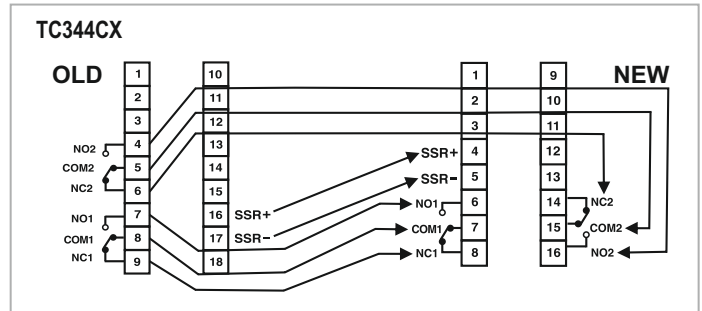 TC344CX
OLD 1 10 1 9 NEW
2 11 2 10
3 12 3 11
NO2 4 13 SSR+ 4 12
COM2 5 14 SSR− 5 13
NC2 6 15 NO1 6 14 NC2
NO1 7 16 SSR+ COM1 7 15 COM2
COM1 8 17 SSR− NC1 8 16 NO2
NC1 9 18